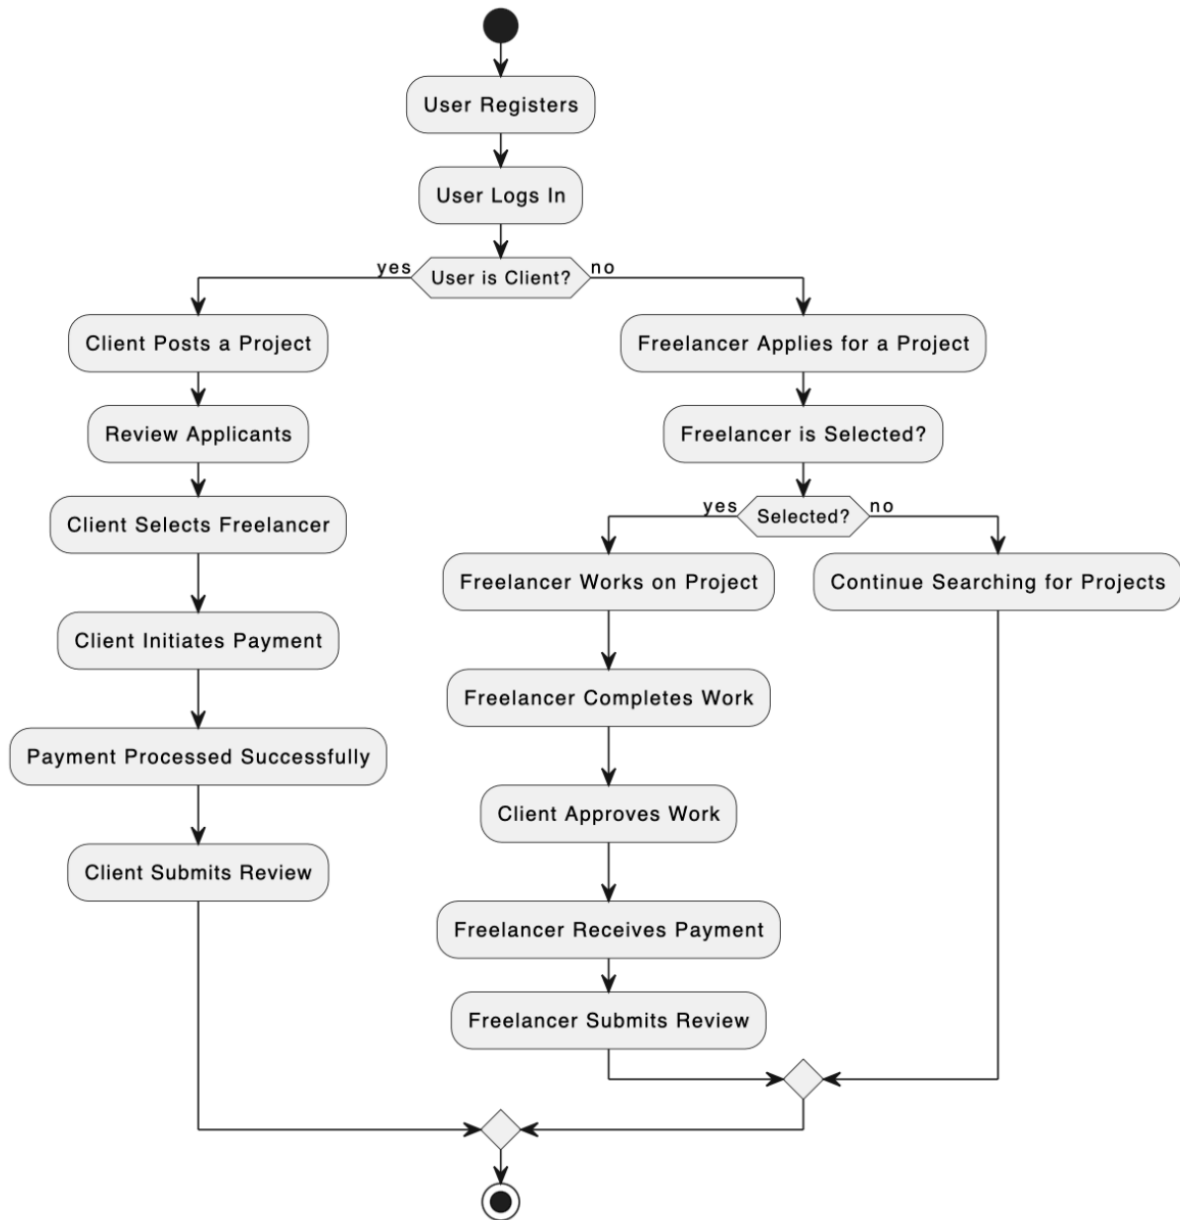 User Registers
User Logs In
yes
User is Client?
no
Client Posts a Project
Freelancer Applies for a Project
Review Applicants
Freelancer is Selected?
Client Selects Freelancer
yes
Selected?
no
Freelancer Works on Project
Continue Searching for Projects
Client Initiates Payment
Freelancer Completes Work
Payment Processed Successfully
Client Approves Work
Client Submits Review
Freelancer Receives Payment
Freelancer Submits Review